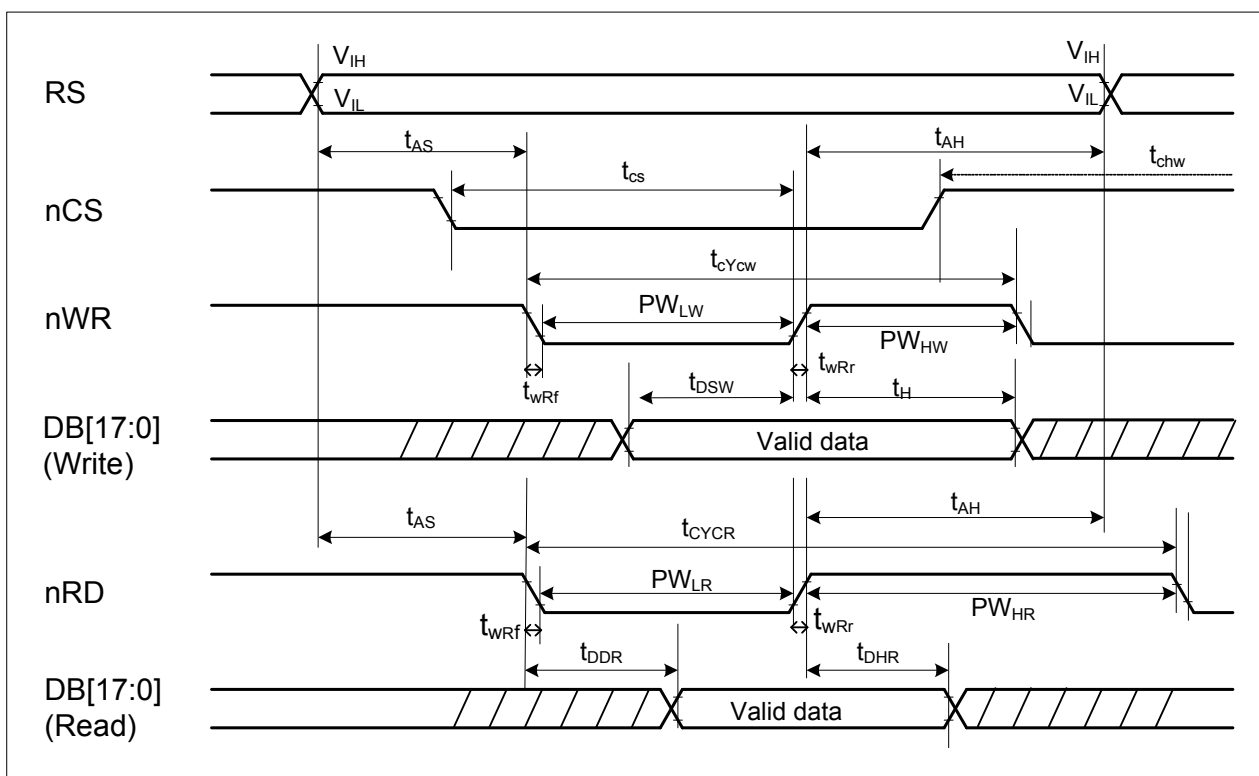 V_IH V_IH
RS
V_IL V_IL
t_AS t_AH t_chw
t_cs
nCS
t_cYcw
nWR PW_LW PW_HW
t_wRf t_DSW t_wRr t_H
DB[17:0]
(Write) Valid data
t_AS t_AH
t_CYCR
nRD PW_LR PW_HR
t_wRf t_wRr
t_DDR t_DHR
DB[17:0]
(Read) Valid data